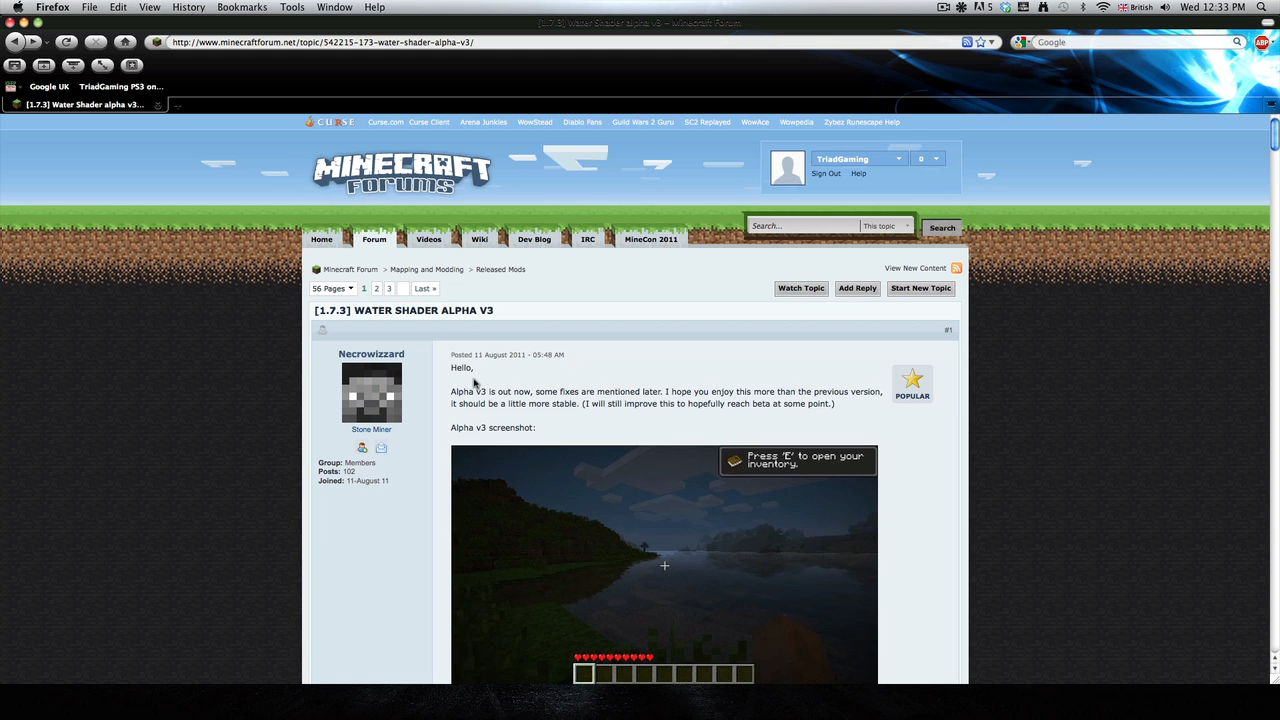 Firefox File Edit View History Bookmarks Tools Window Help 5 British Wed 12:33 PM
[1.7.3] Water Shader alpha v3 – Minecraft Forum
http://www.minecraftforum.net/topic/542215-173-water-shader-alpha-v3/ Google ABP
Google UK TriadGaming PS3 on...
[1.7.3] Water Shader alpha v3...
CURSE Curse.com Curse Client Arena Junkies WowStead Diablo Fans Guild Wars 2 Guru SC2 Replayed WowAce Wowpedia Zybez Runescape Help
MINECRAFT
FORUMS
TriadGaming 0
Sign Out Help
Search... This topic Search
Home Forum Videos Wiki Dev Blog IRC MineCon 2011
Minecraft Forum > Mapping and Modding > Released Mods View New Content
56 Pages 1 2 3 Last » Watch Topic Add Reply Start New Topic
[1.7.3] WATER SHADER ALPHA V3
#1
Necrowizzard
Stone Miner
Group: Members
Posts: 102
Joined: 11-August 11
Posted 11 August 2011 - 05:48 AM
Hello,
Alpha v3 is out now, some fixes are mentioned later. I hope you enjoy this more than the previous version,
it should be a little more stable. (I will still improve this to hopefully reach beta at some point.)
POPULAR
Alpha v3 screenshot:
Press 'E' to open your
inventory.